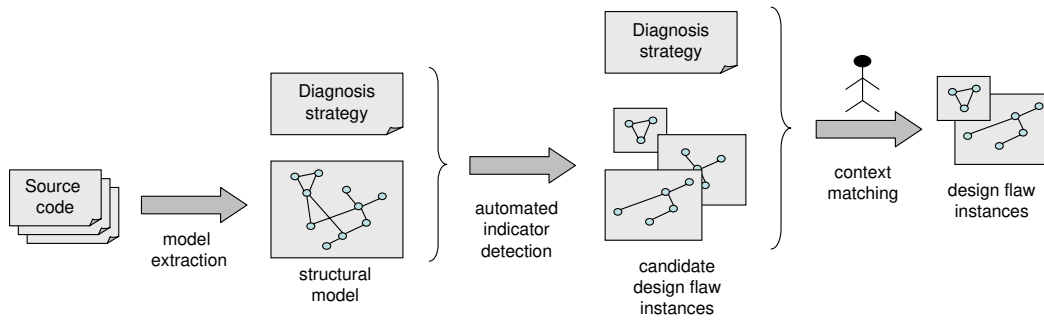 Source
code
model
extraction
Diagnosis
strategy
structural
model
automated
indicator
detection
Diagnosis
strategy
candidate
design flaw
instances
context
matching
design flaw
instances